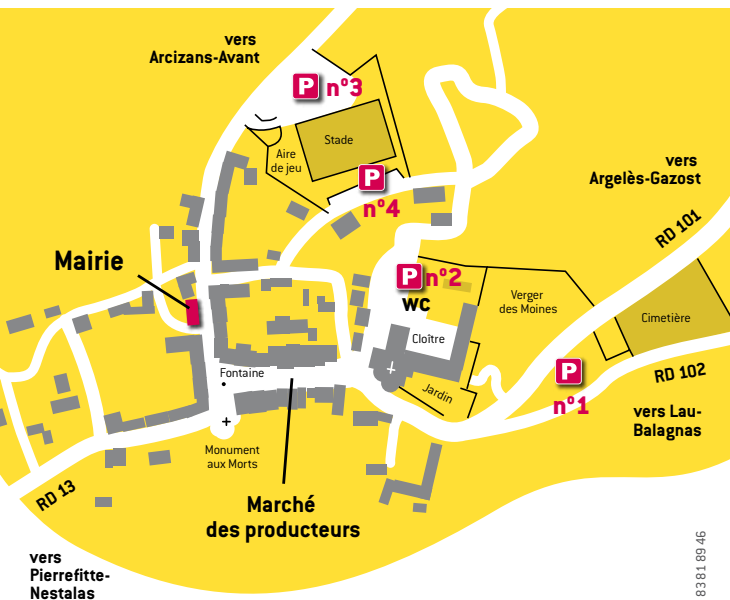 vers
Arcizans-Avant
P n°3
Stade
Aire
de jeu
P
n°4
vers
Argelès-Gazost
RD 101
Mairie
P n°2
WC
Verger
des Moines
Cimetière
Cloître
Fontaine
Jardin
P
n°1
RD 102
vers Lau-
Balagnas
Monument
aux Morts
RD 13
Marché
des producteurs
vers
Pierrefitte-
Nestalas
83 81 89 46